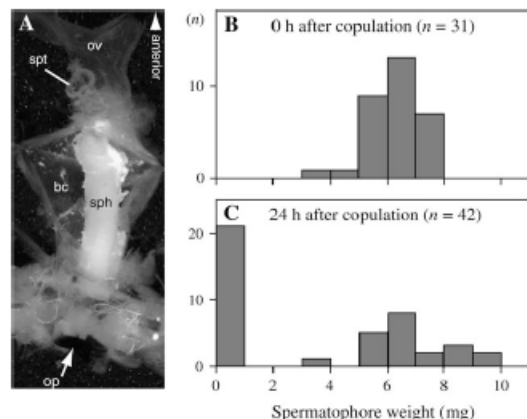 A
anerior
ov
spt
bc
sph
op
(n)
B 0 h after copulation (n = 31)
10
0
C 24 h after copulation (n = 42)
20
10
0
0 2 4 6 8 10
Spermatophore weight (mg)